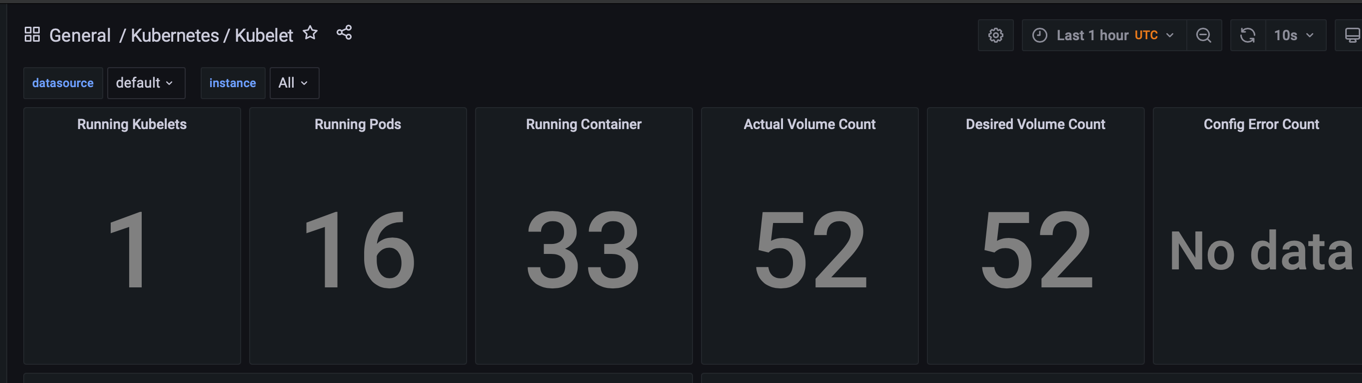 General / Kubernetes / Kubelet
Last 1 hour UTC
10s
datasource default instance All
Running Kubelets
1
Running Pods
16
Running Container
33
Actual Volume Count
52
Desired Volume Count
52
Config Error Count
No data